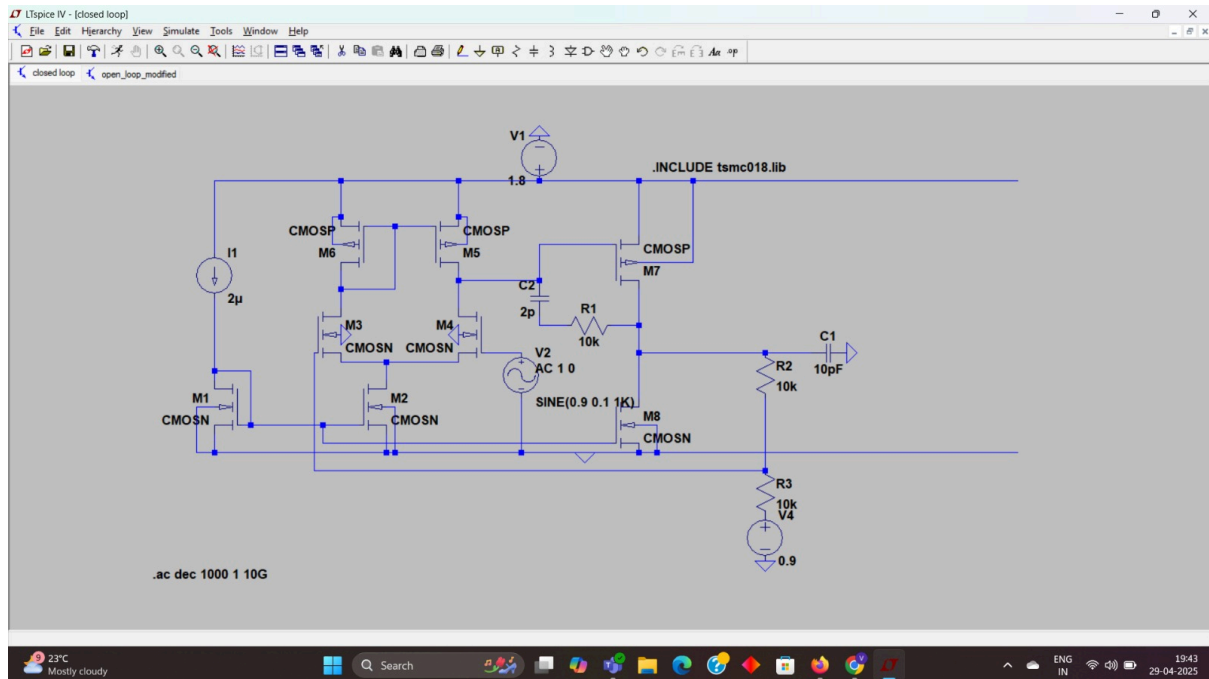 LTspice IV - [closed loop]
File Edit Hierarchy View Simulate Tools Window Help
closed loop open_loop_modified
V1
1.8
.INCLUDE tsmc018.lib
CMOSP
M6
CMOSP
M5
CMOSP
M7
I1
2µ
C2
2p
R1
10k
M3
CMOSN
M4
CMOSN
V2
AC 1 0
SINE(0.9 0.1 1K)
C1
10pF
R2
10k
M1
CMOSN
M2
CMOSN
M8
CMOSN
R3
10k
V4
0.9
.ac dec 1000 1 10G
9
23°C
Mostly cloudy
Search
ENG
IN
19:43
29-04-2025